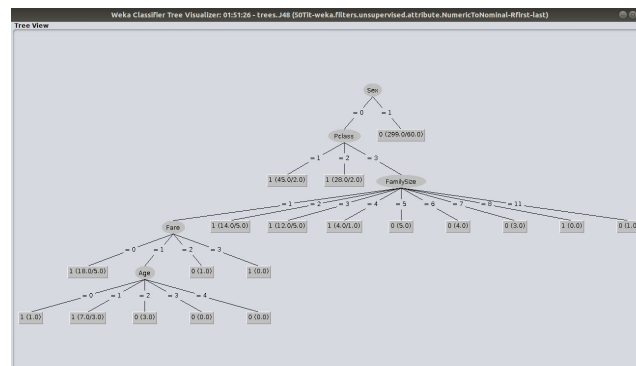 Weka Classifier Tree Visualizer: 01:51:26 - trees.J48 (50Tit-weka.filters.unsupervised.attribute.NumericToNominal-Rfirst-last)
Tree View
Sex
= 0 = 1
Pclass 0 (299.0/60.0)
= 1 = 2 = 3
1 (45.0/2.0) 1 (28.0/2.0) FamilySize
= 1 = 2 = 3 = 4 = 5 = 6 = 7 = 8 = 11
Fare 1 (14.0/5.0) 1 (12.0/5.0) 1 (4.0/1.0) 0 (5.0) 0 (4.0) 0 (3.0) 1 (0.0) 0 (1.0
= 0 = 1 = 2 = 3
1 (18.0/5.0) Age 0 (1.0) 1 (0.0)
= 0 = 1 = 2 = 3 = 4
1 (1.0) 1 (7.0/3.0) 0 (3.0) 0 (0.0) 0 (0.0)